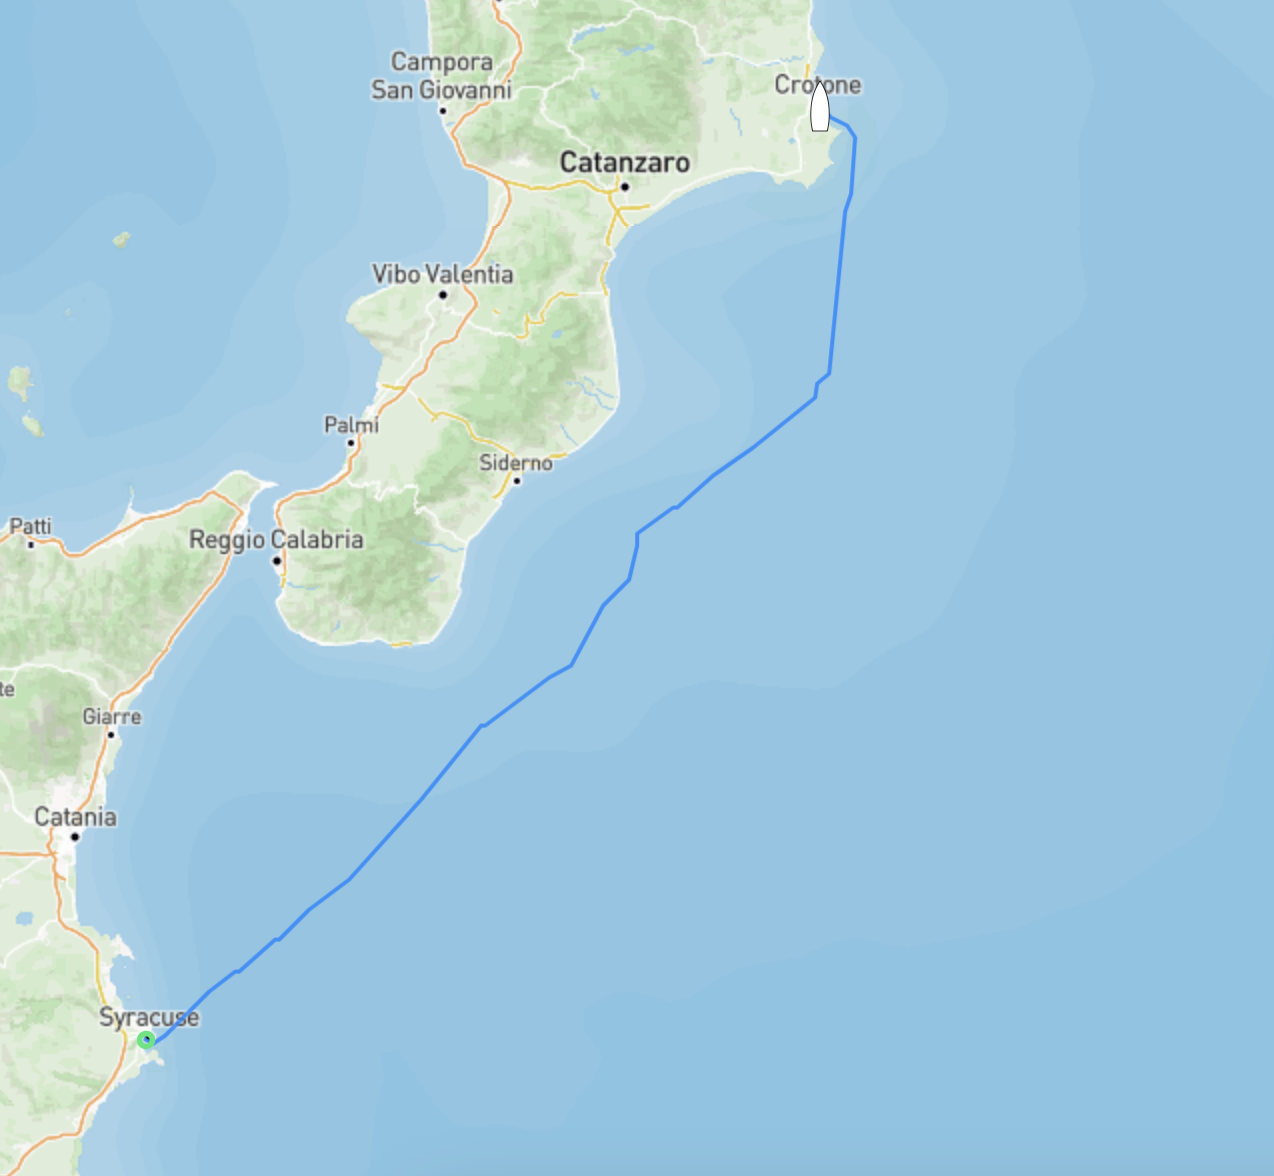 Campora
San Giovanni
Crotone
Catanzaro
Vibo Valentia
Palmi
Siderno
Patti
Reggio Calabria
te
Giarre
Catania
Syracuse